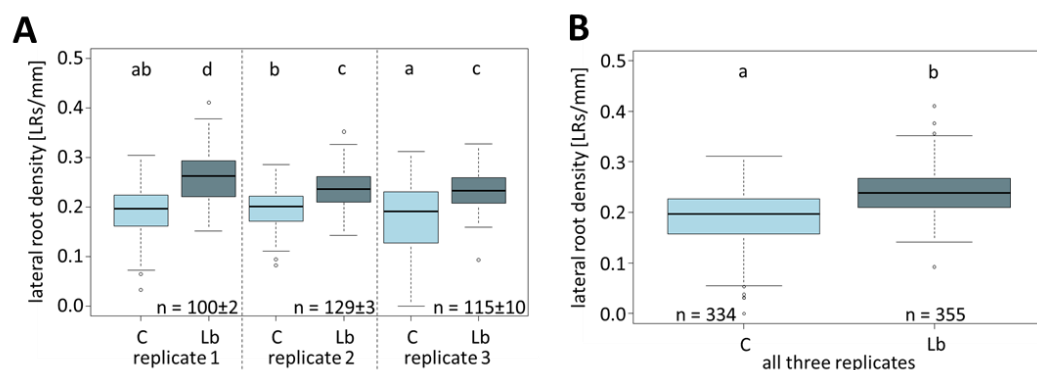 A
lateral root density [LRs/mm]
0.5
0.4
0.3
0.2
0.1
0.0
ab d b c a c
n = 100±2 n = 129±3 n = 115±10
C Lb C Lb C Lb
replicate 1 replicate 2 replicate 3
B
lateral root density [LRs/mm]
0.5
0.4
0.3
0.2
0.1
0.0
a b
n = 334 n = 355
C Lb
all three replicates